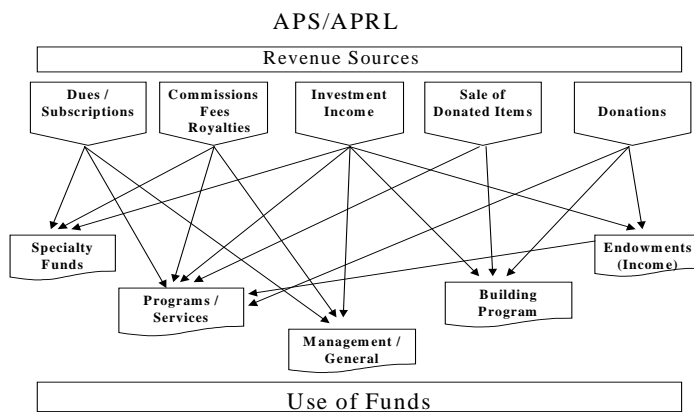 APS/APRL
Revenue Sources
Dues /
Subscriptions
Commissions
Fees
Royalties
Investment
Income
Sale of
Donated Items
Donations
Specialty
Funds
Endowments
(Income)
Programs /
Services
Building
Program
Management /
General
Use of Funds